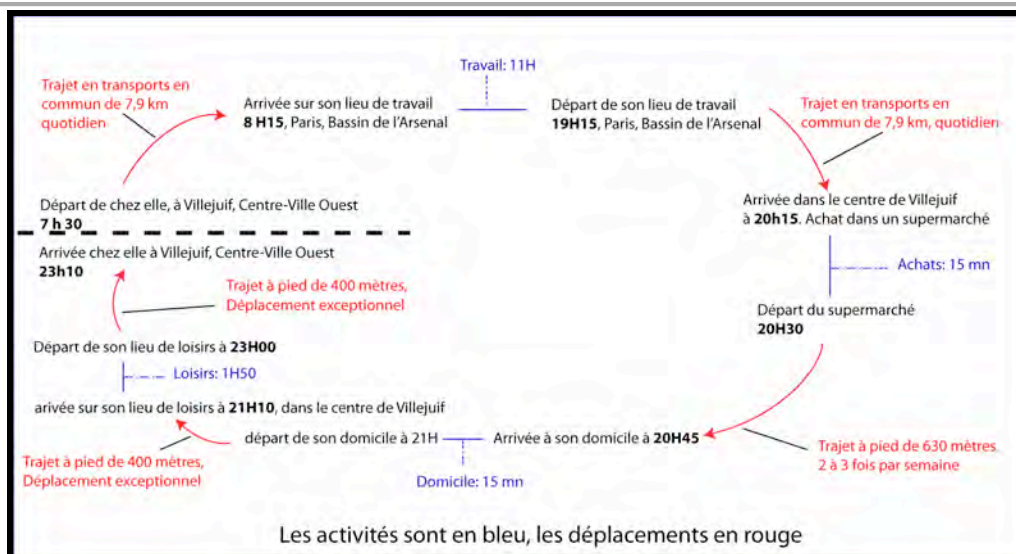 Travail: 11H
Trajet en transports en
commun de 7,9 km
quotidien
Arrivée sur son lieu de travail
8 H15, Paris, Bassin de l'Arsenal
Départ de son lieu de travail
19H15, Paris, Bassin de l'Arsenal
Trajet en transports en
commun de 7,9 km, quotidien
Départ de chez elle, à Villejuif, Centre-Ville Ouest
7 h 30
Arrivée dans le centre de Villejuif
à 20h15. Achat dans un supermarché
Arrivée chez elle à Villejuif, Centre-Ville Ouest
23h10
Achats: 15 mn
Trajet à pied de 400 mètres,
Déplacement exceptionnel
Départ du supermarché
20H30
Départ de son lieu de loisirs à 23H00
Loisirs: 1H50
arivée sur son lieu de loisirs à 21H10, dans le centre de Villejuif
départ de son domicile à 21H
Arrivée à son domicile à 20H45
Trajet à pied de 400 mètres,
Déplacement exceptionnel
Domicile: 15 mn
Trajet à pied de 630 mètres
2 à 3 fois par semaine
Les activités sont en bleu, les déplacements en rouge